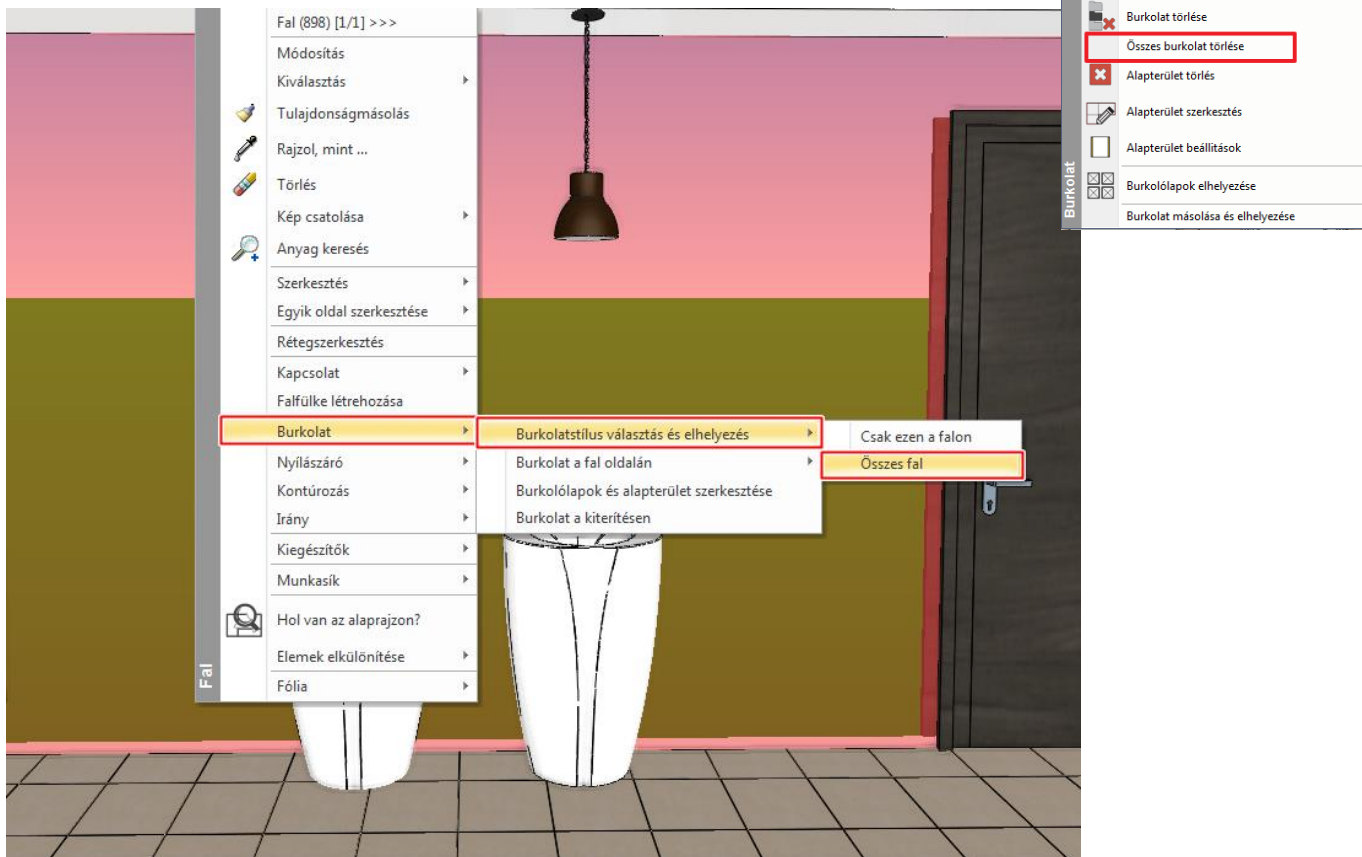 Fal (898) [1/1] >>>
Módosítás
Kiválasztás
Tulajdonságmásolás
Rajzol, mint ...
Törlés
Kép csatolása
Anyag keresés
Szerkesztés
Egyik oldal szerkesztése
Rétegszerkesztés
Kapcsolat
Falfülke létrehozása
Burkolat
Nyílászáró
Kontúrozás
Irány
Kiegészítők
Munkasík
Hol van az alaprajzon?
Elemek elkülönítése
Fólia
Fal
Burkolatstílus választás és elhelyezés
Burkolat a fal oldalán
Burkolólapok és alapterület szerkesztése
Burkolat a kiterítésen
Csak ezen a falon
Összes fal
Burkolat törlése
Összes burkolat törlése
Alapterület törlés
Alapterület szerkesztés
Alapterület beállitások
Burkolólapok elhelyezése
Burkolat másolása és elhelyezése
Burkolat